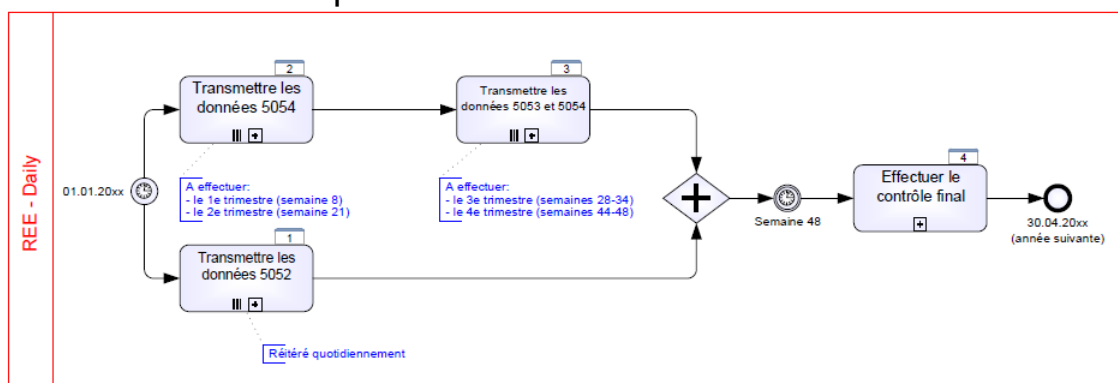 REE - Daily
01.01.20xx
2
Transmettre les
données 5054
A effectuer:
- le 1e trimestre (semaine 8)
- le 2e trimestre (semaine 21)
3
Transmettre les
données 5053 et 5054
A effectuer:
- le 3e trimestre (semaines 28-34)
- le 4e trimestre (semaines 44-48)
1
Transmettre les
données 5052
Réitéré quotidiennement
Semaine 48
4
Effectuer le
contrôle final
30.04.20xx
(année suivante)